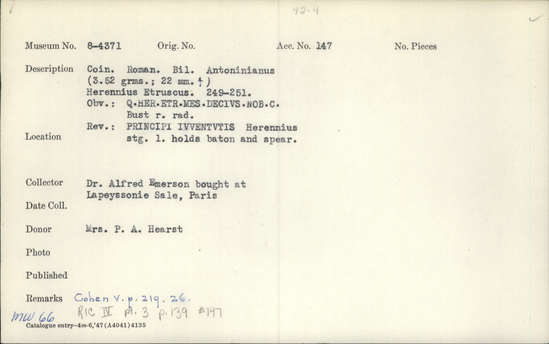 42-4
Museum No. 8-4371 Orig. No. Acc. No. 147 No. Pieces
Description Coin. Roman. Bil. Antoninianus
(3.52 grms.; 22 mm. ↑)
Herennius Etruscus. 249-251.
Obv.: Q.HER.ETR.MES.DECIVS.NOB.C.
Bust r. rad.
Rev.: PRINCIPI IVVENTVTIS Herennius
Location stg. l. holds baton and spear.
Collector Dr. Alfred Emerson bought at
Lapeyssonie Sale, Paris
Date Coll.
Donor Mrs. P. A. Hearst
Photo
Published
Remarks Cohen V. p. 219. 26.
MW 66 RIC IV pt. 3 p. 139 #147
Catalogue entry—4m-6,'47 (A4041) 4135